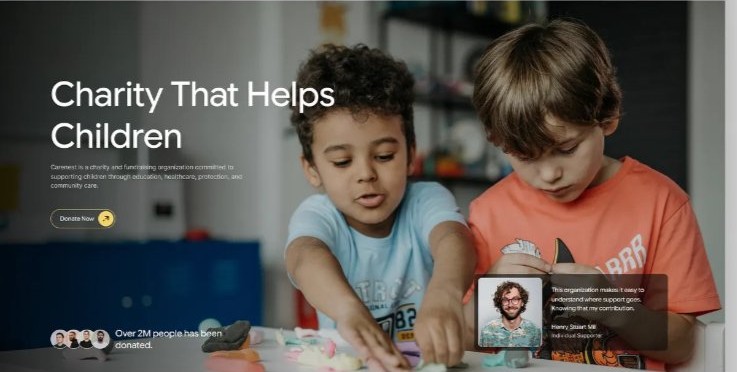 Charity That Helps
Children
Carenest is a charity and fundraising organization committed to
supporting children through education, healthcare, protection, and
community care.
Donate Now
Over 2M people has been
donated.
This organization makes it easy to
understand where support goes.
Knowing that my contribution.
Henry Stuart Mill
Individual Supporter
82